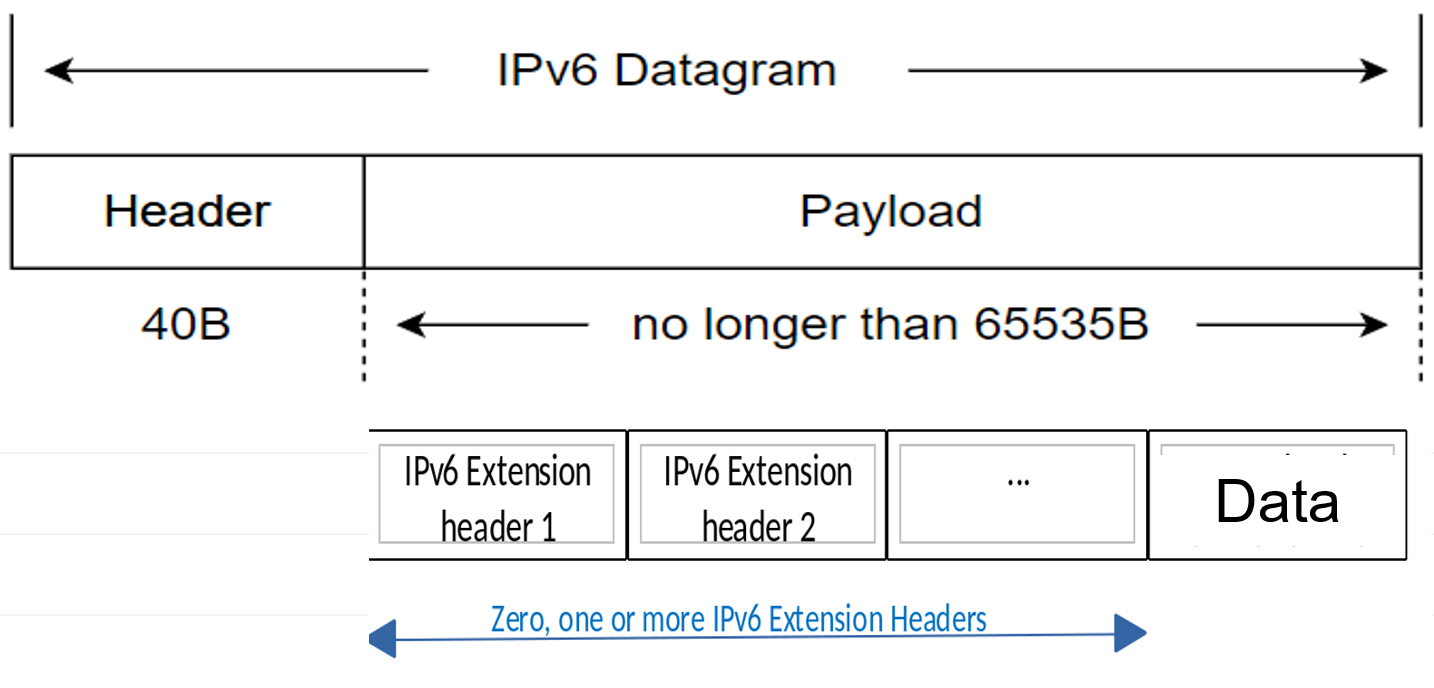 IPv6 Datagram
Header
Payload
40B
no longer than 65535B
IPv6 Extension
header 1
IPv6 Extension
header 2
...
Data
Zero, one or more IPv6 Extension Headers